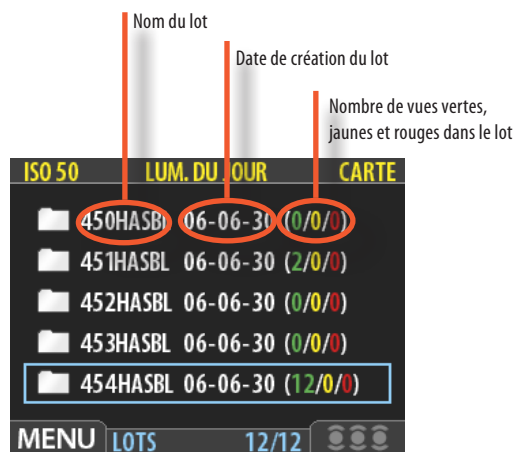 Nom du lot
Date de création du lot
Nombre de vues vertes,
jaunes et rouges dans le lot
ISO 50 LUM. DU JOUR CARTE
450HASBL 06-06-30 (0/0/0)
451HASBL 06-06-30 (2/0/0)
452HASBL 06-06-30 (0/0/0)
453HASBL 06-06-30 (0/0/0)
454HASBL 06-06-30 (12/0/0)
MENU LOTS 12/12